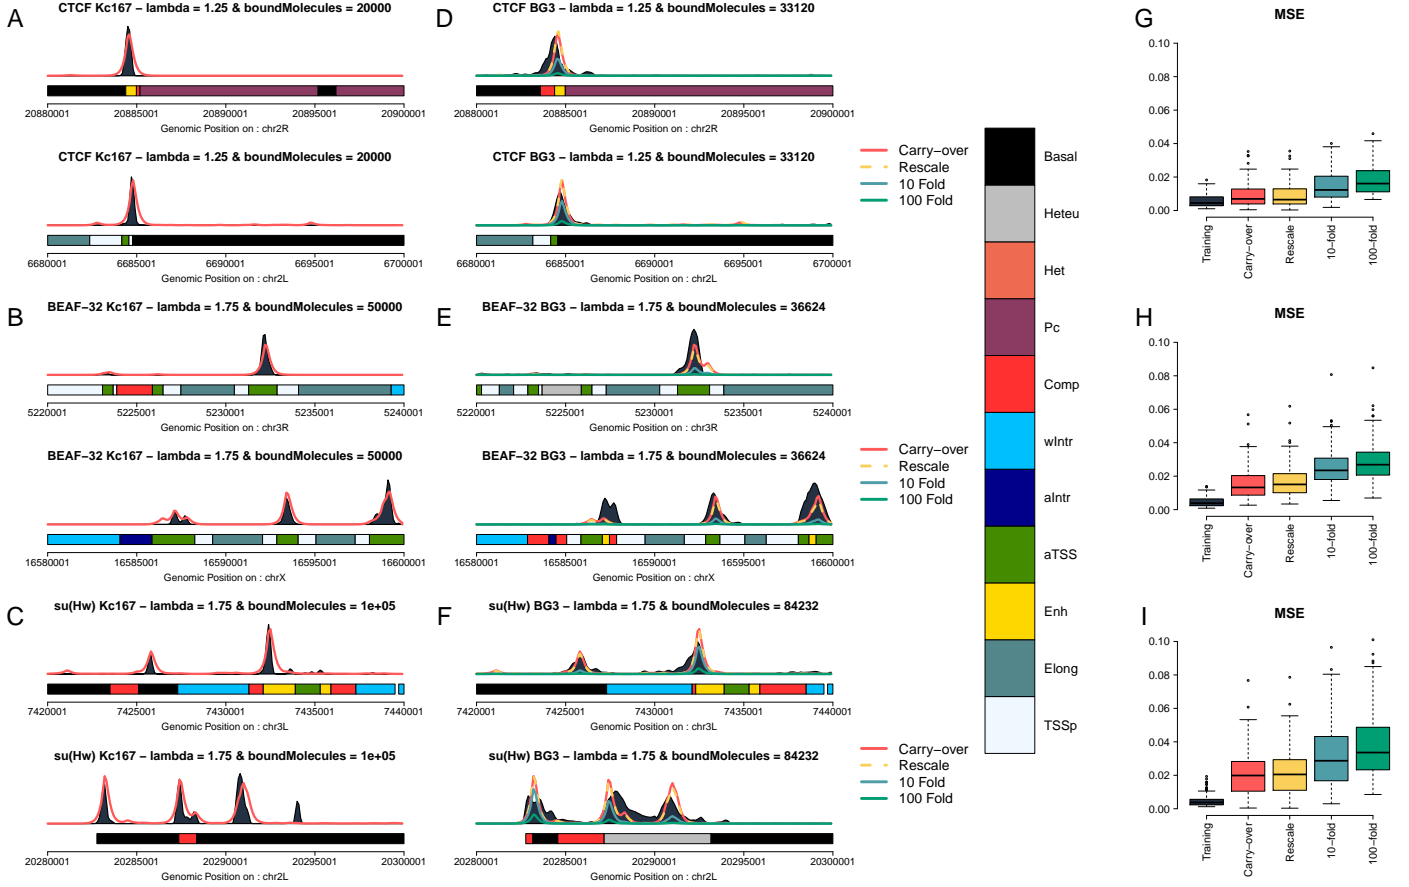 A
CTCF Kc167 − lambda = 1.25 & boundMolecules = 20000
20880001 20885001 20890001 20895001 20900001
Genomic Position on : chr2R
CTCF Kc167 − lambda = 1.25 & boundMolecules = 20000
6680001 6685001 6690001 6695001 6700001
Genomic Position on : chr2L
B
BEAF−32 Kc167 − lambda = 1.75 & boundMolecules = 50000
5220001 5225001 5230001 5235001 5240001
Genomic Position on : chr3R
BEAF−32 Kc167 − lambda = 1.75 & boundMolecules = 50000
16580001 16585001 16590001 16595001 16600001
Genomic Position on : chrX
C
su(Hw) Kc167 − lambda = 1.75 & boundMolecules = 1e+05
7420001 7425001 7430001 7435001 7440001
Genomic Position on : chr3L
su(Hw) Kc167 − lambda = 1.75 & boundMolecules = 1e+05
20280001 20285001 20290001 20295001 20300001
Genomic Position on : chr2L
D
CTCF BG3 − lambda = 1.25 & boundMolecules = 33120
20880001 20885001 20890001 20895001 20900001
Genomic Position on : chr2R
CTCF BG3 − lambda = 1.25 & boundMolecules = 33120
6680001 6685001 6690001 6695001 6700001
Genomic Position on : chr2L
Carry−over
Rescale
10 Fold
100 Fold
E
BEAF−32 BG3 − lambda = 1.75 & boundMolecules = 36624
5220001 5225001 5230001 5235001 5240001
Genomic Position on : chr3R
BEAF−32 BG3 − lambda = 1.75 & boundMolecules = 36624
16580001 16585001 16590001 16595001 16600001
Genomic Position on : chrX
Carry−over
Rescale
10 Fold
100 Fold
F
su(Hw) BG3 − lambda = 1.75 & boundMolecules = 84232
7420001 7425001 7430001 7435001 7440001
Genomic Position on : chr3L
su(Hw) BG3 − lambda = 1.75 & boundMolecules = 84232
20280001 20285001 20290001 20295001 20300001
Genomic Position on : chr2L
Carry−over
Rescale
10 Fold
100 Fold
Basal
Heteu
Het
Pc
Comp
wIntr
aIntr
aTSS
Enh
Elong
TSSp
G
MSE
0.10
0.08
0.06
0.04
0.02
0.00
Training Carry−over Rescale 10−fold 100−fold
H
MSE
0.10
0.08
0.06
0.04
0.02
0.00
Training Carry−over Rescale 10−fold 100−fold
I
MSE
0.10
0.08
0.06
0.04
0.02
0.00
Training Carry−over Rescale 10−fold 100−fold